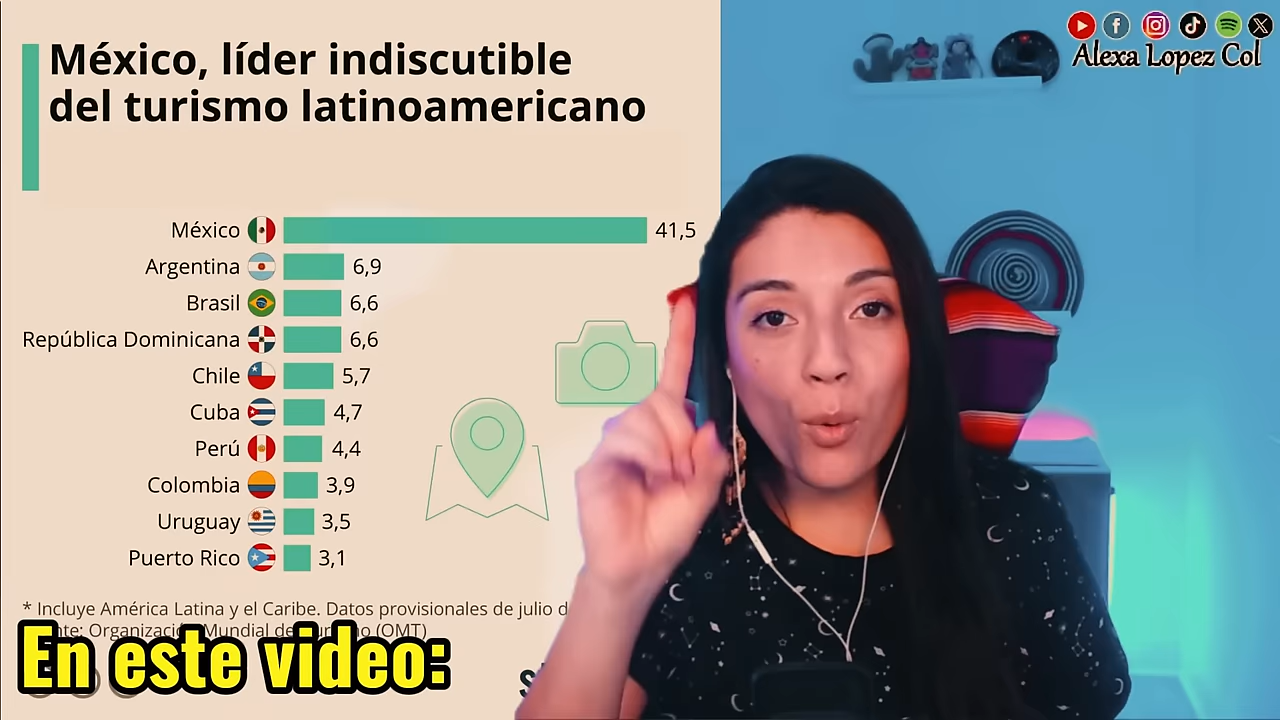 México, líder indiscutible
del turismo latinoamericano
Alexa Lopez Col
México 41,5
Argentina 6,9
Brasil 6,6
República Dominicana 6,6
Chile 5,7
Cuba 4,7
Perú 4,4
Colombia 3,9
Uruguay 3,5
Puerto Rico 3,1
* Incluye América Latina y el Caribe. Datos provisionales de julio
Mundial (OMT)
En este video: